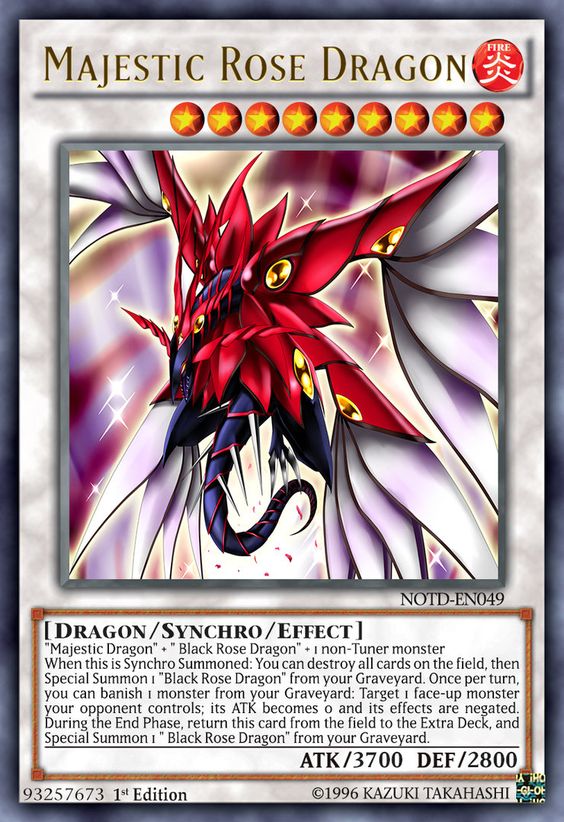 Majestic Rose Dragon
FIRE
炎
NOTD-EN049
[Dragon/Synchro/Effect]
"Majestic Dragon" + " Black Rose Dragon" + 1 non-Tuner monster
When this is Synchro Summoned: You can destroy all cards on the field, then
Special Summon 1 "Black Rose Dragon" from your Graveyard. Once per turn,
you can banish 1 monster from your Graveyard: Target 1 face-up monster
your opponent controls; its ATK becomes 0 and its effects are negated.
During the End Phase, return this card from the field to the Extra Deck, and
Special Summon 1 " Black Rose Dragon" from your Graveyard.
ATK/3700 DEF/2800
93257673 1st Edition
©1996 KAZUKI TAKAHASHI